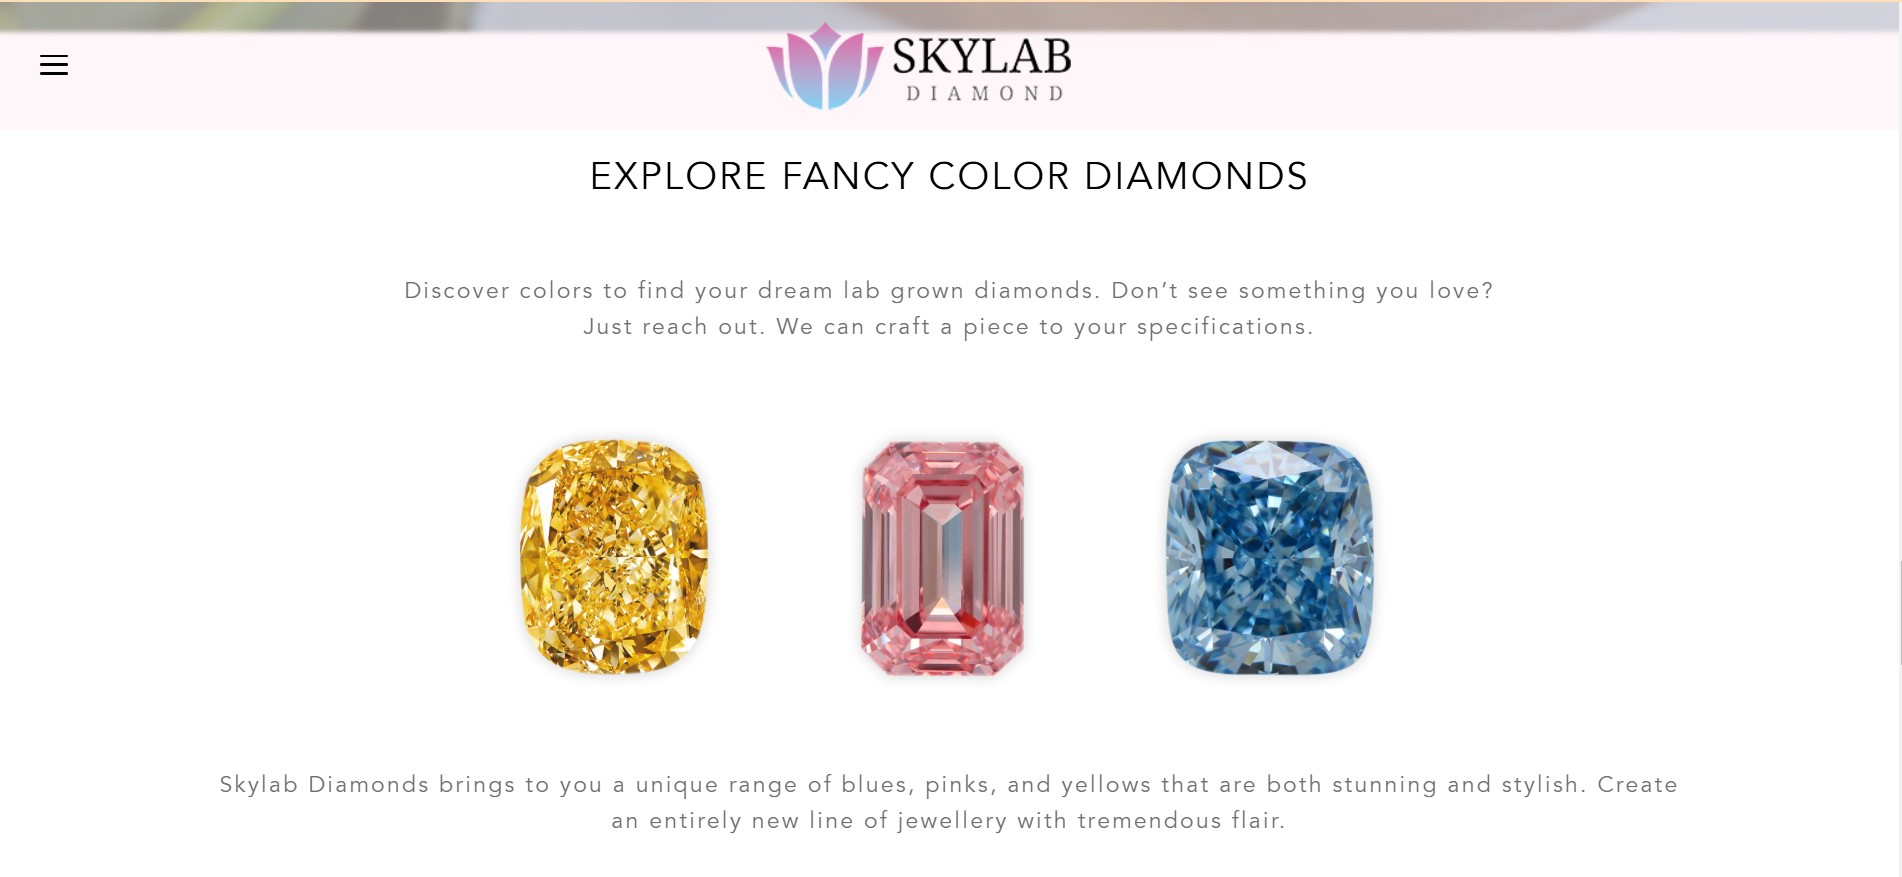 SKYLAB
DIAMOND
EXPLORE FANCY COLOR DIAMONDS
Discover colors to find your dream lab grown diamonds. Don’t see something you love?
Just reach out. We can craft a piece to your specifications.
Skylab Diamonds brings to you a unique range of blues, pinks, and yellows that are both stunning and stylish. Create
an entirely new line of jewellery with tremendous flair.